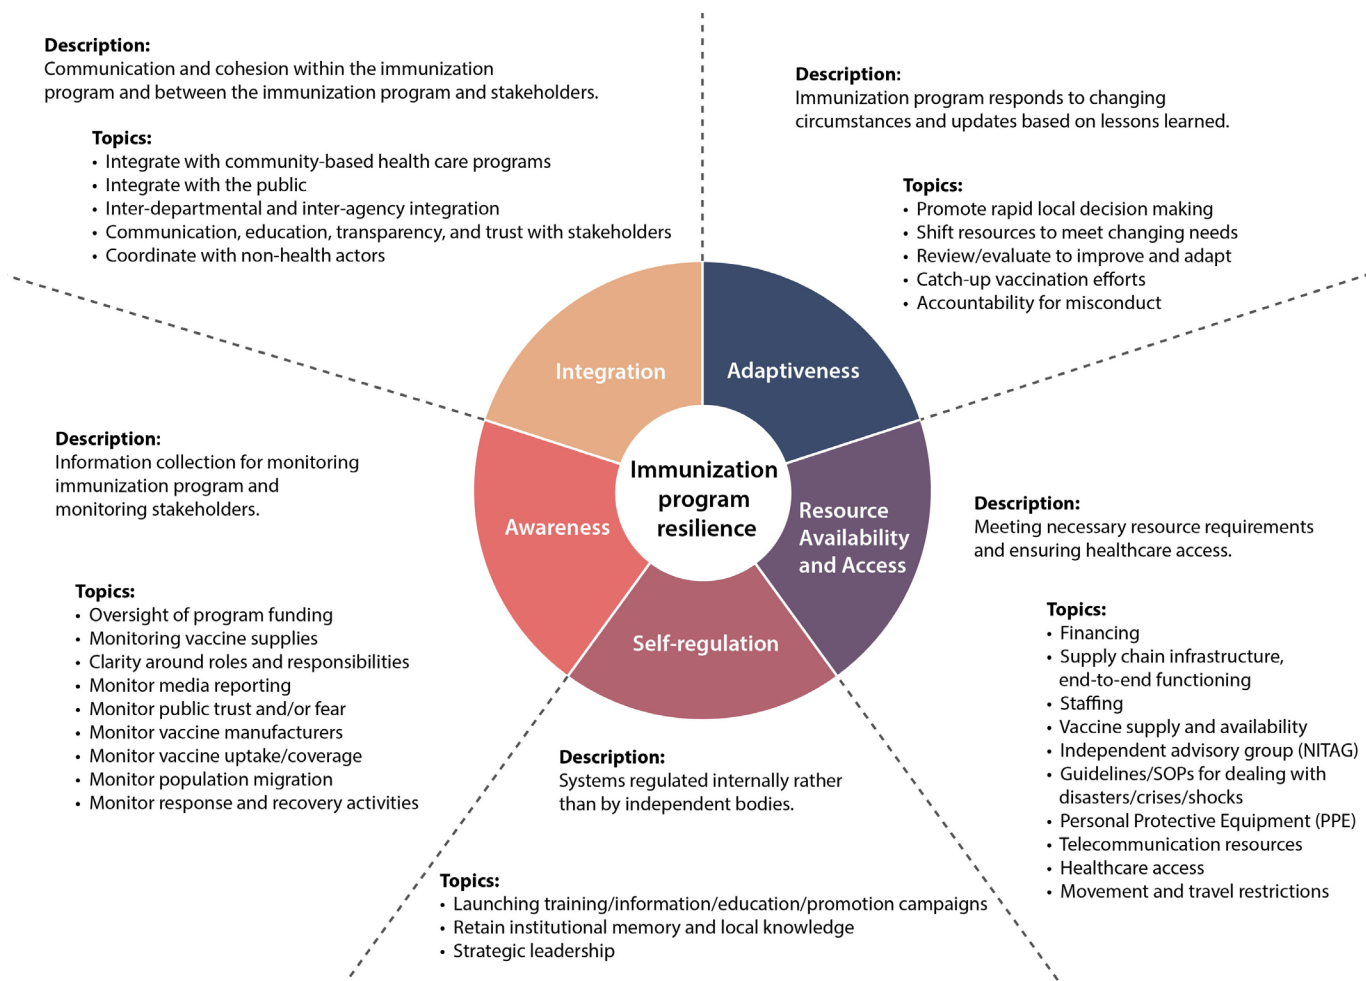 Description:
Communication and cohesion within the immunization
program and between the immunization program and stakeholders.
Topics:
• Integrate with community-based health care programs
• Integrate with the public
• Inter-departmental and inter-agency integration
• Communication, education, transparency, and trust with stakeholders
• Coordinate with non-health actors
Description:
Immunization program responds to changing
circumstances and updates based on lessons learned.
Topics:
• Promote rapid local decision making
• Shift resources to meet changing needs
• Review/evaluate to improve and adapt
• Catch-up vaccination efforts
• Accountability for misconduct
Integration
Adaptiveness
Immunization
program
resilience
Awareness
Resource
Availability
and Access
Self-regulation
Description:
Information collection for monitoring
immunization program and
monitoring stakeholders.
Topics:
• Oversight of program funding
• Monitoring vaccine supplies
• Clarity around roles and responsibilities
• Monitor media reporting
• Monitor public trust and/or fear
• Monitor vaccine manufacturers
• Monitor vaccine uptake/coverage
• Monitor population migration
• Monitor response and recovery activities
Description:
Meeting necessary resource requirements
and ensuring healthcare access.
Topics:
• Financing
• Supply chain infrastructure,
end-to-end functioning
• Staffing
• Vaccine supply and availability
• Independent advisory group (NITAG)
• Guidelines/SOPs for dealing with
disasters/crises/shocks
• Personal Protective Equipment (PPE)
• Telecommunication resources
• Healthcare access
• Movement and travel restrictions
Description:
Systems regulated internally rather
than by independent bodies.
Topics:
• Launching training/information/education/promotion campaigns
• Retain institutional memory and local knowledge
• Strategic leadership